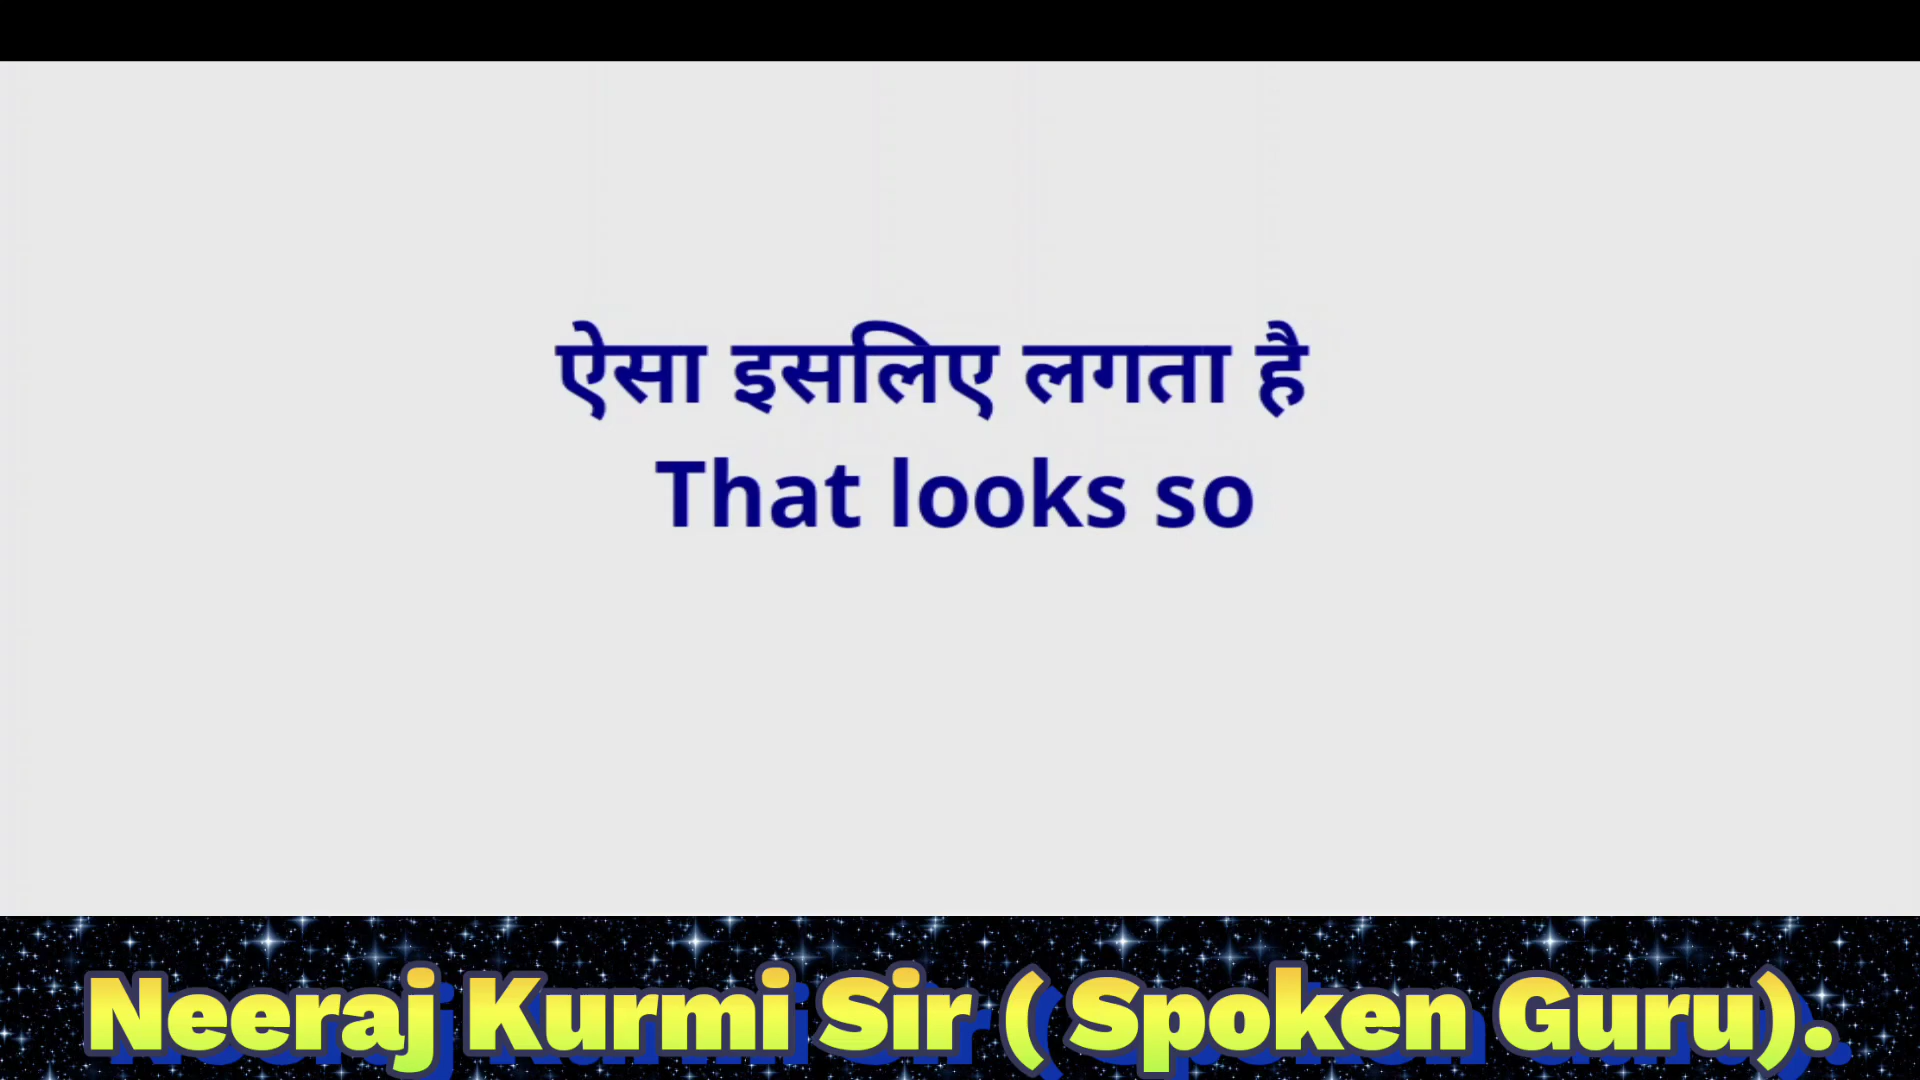 ऐसा इसलिए लगता है
That looks so
Neeraj Kurmi Sir ( Spoken Guru).